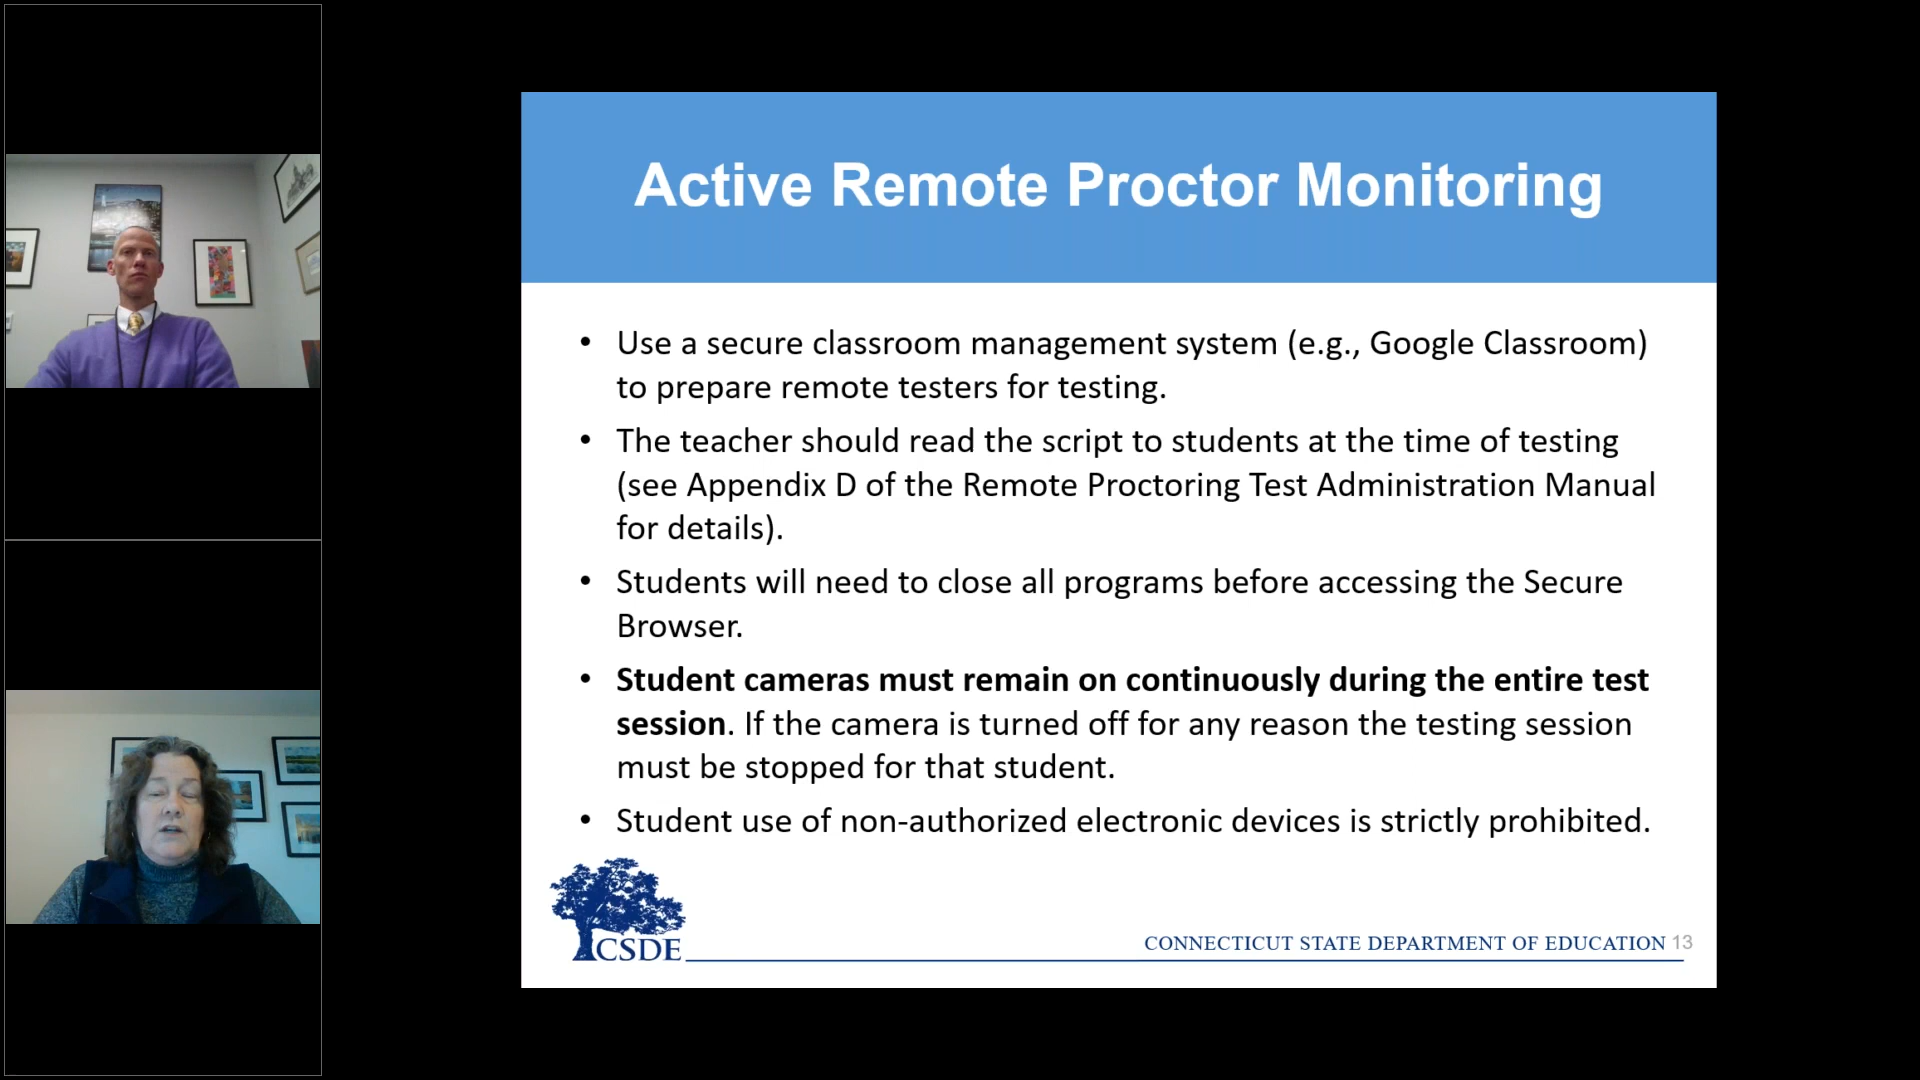 Active Remote Proctor Monitoring
• Use a secure classroom management system (e.g., Google Classroom)
to prepare remote testers for testing.
• The teacher should read the script to students at the time of testing
(see Appendix D of the Remote Proctoring Test Administration Manual
for details).
• Students will need to close all programs before accessing the Secure
Browser.
• Student cameras must remain on continuously during the entire test
session. If the camera is turned off for any reason the testing session
must be stopped for that student.
• Student use of non-authorized electronic devices is strictly prohibited.
CSDE
CONNECTICUT STATE DEPARTMENT OF EDUCATION 13